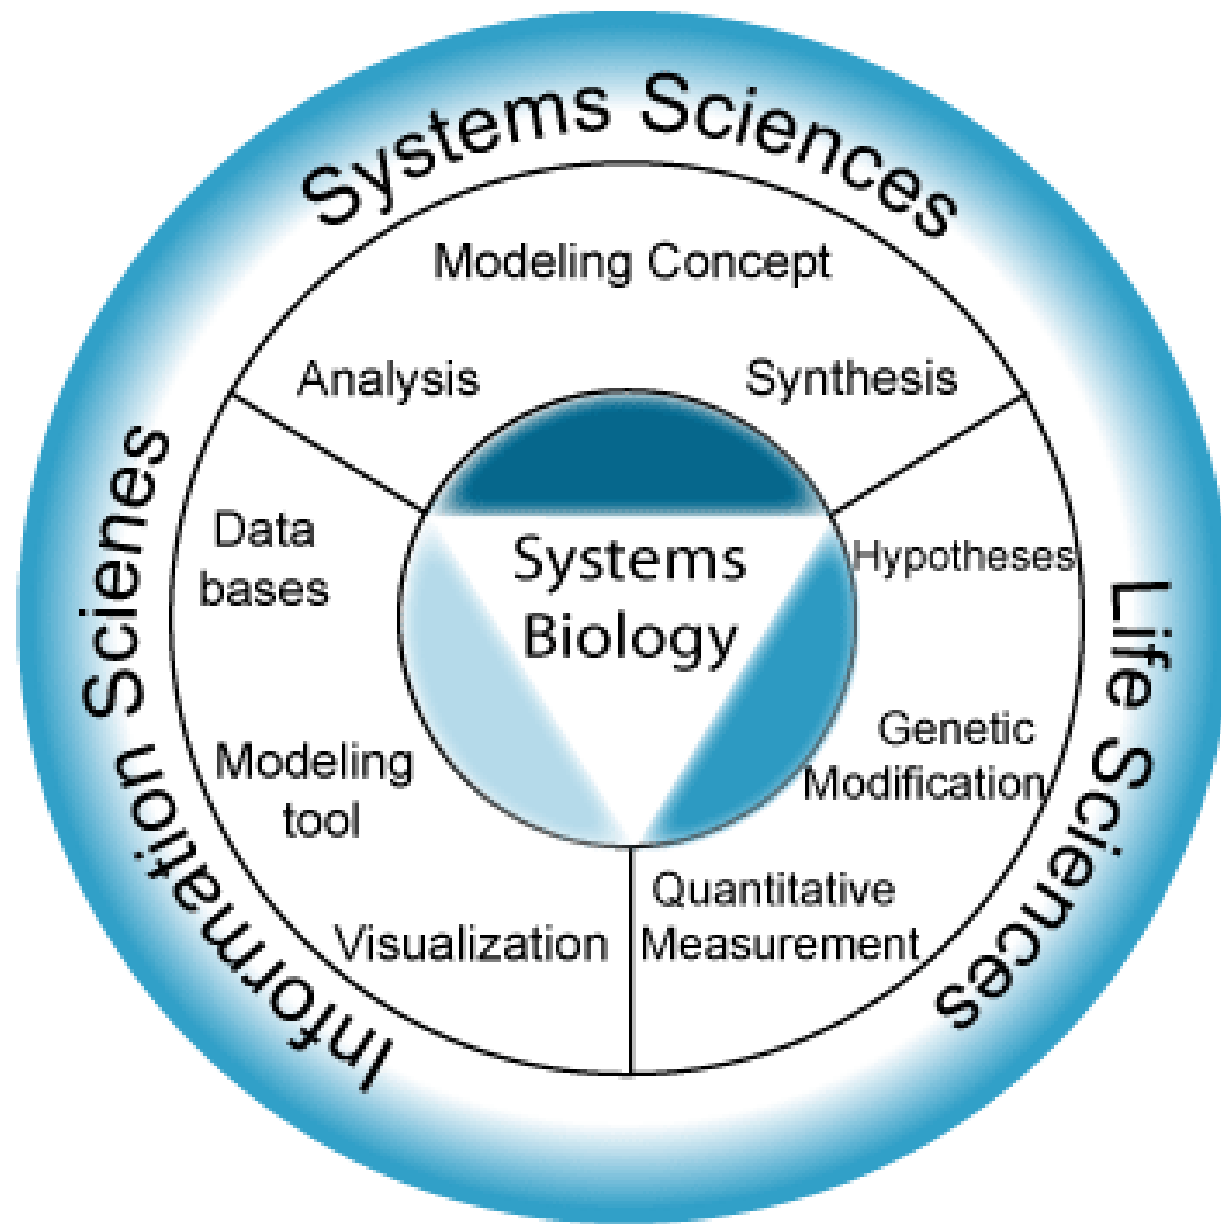 Systems Sciences
Modeling Concept
Analysis
Synthesis
Information Scienes
Data
bases
Modeling
tool
Visualization
Systems
Biology
Life Sciences
Hypotheses
Genetic
Modification
Quantitative
Measurement